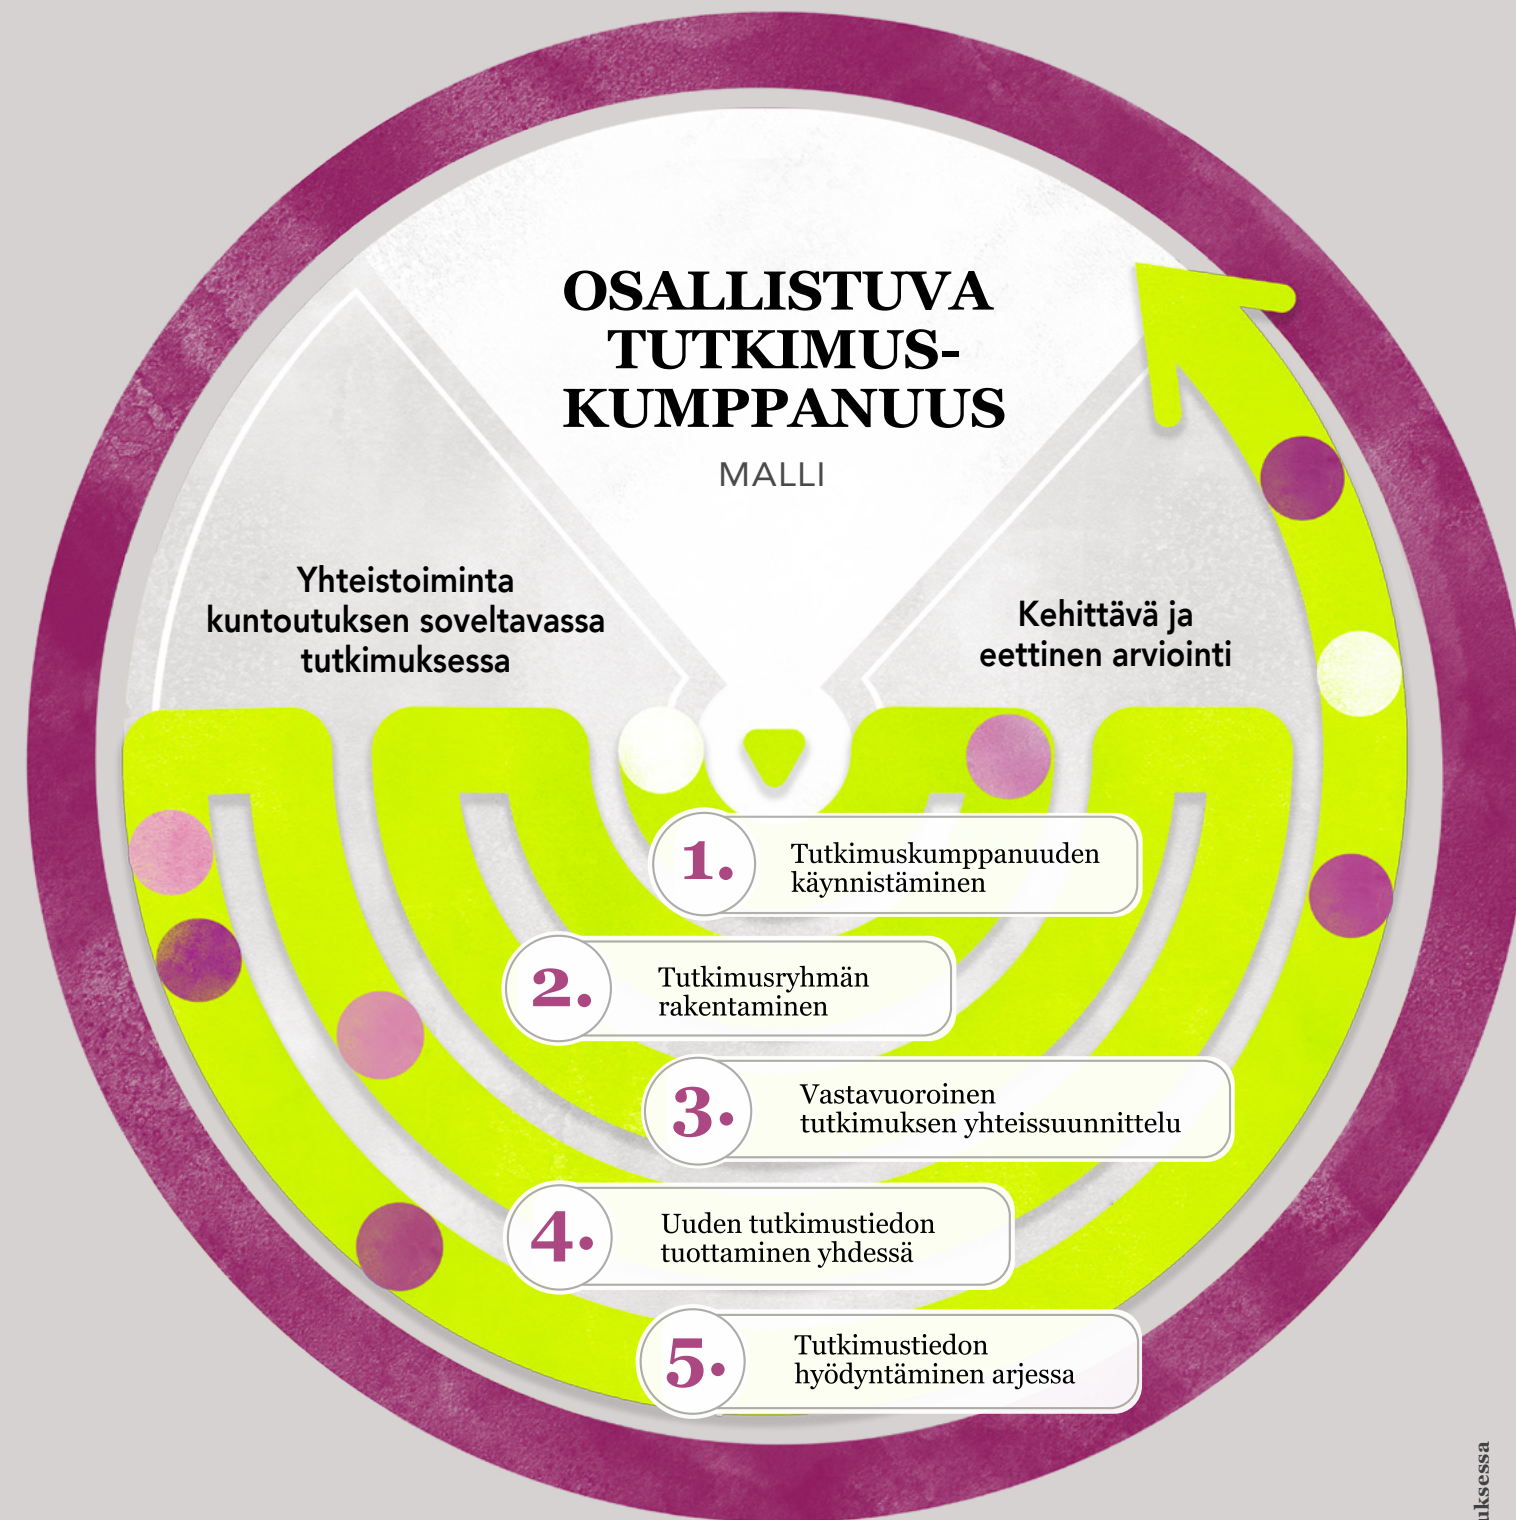 OSALLISTUVA
TUTKIMUS-
KUMPPANUUS
MALLI
Yhteistoiminta
kuntoutuksen soveltavassa
tutkimuksessa
Kehittävä ja
eettinen arviointi
1.
Tutkimuskumppanuuden
käynnistäminen
2.
Tutkimusryhmän
rakentaminen
3.
Vastavuoroinen
tutkimuksen yhteissuunnittelu
4.
Uuden tutkimustiedon
tuottaminen yhdessä
5.
Tutkimustiedon
hyödyntäminen arjessa